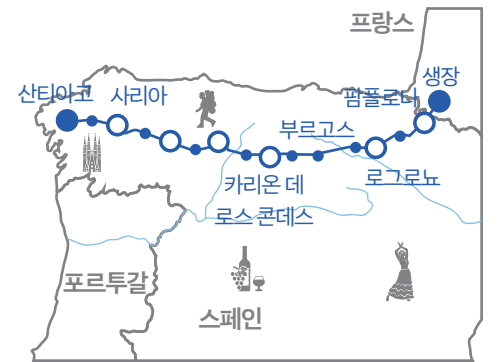 프랑스
생장
팜플로나
산티아고
사리아
부르고스
로그로뇨
카리온 데
로스 콘데스
포르투갈
스페인